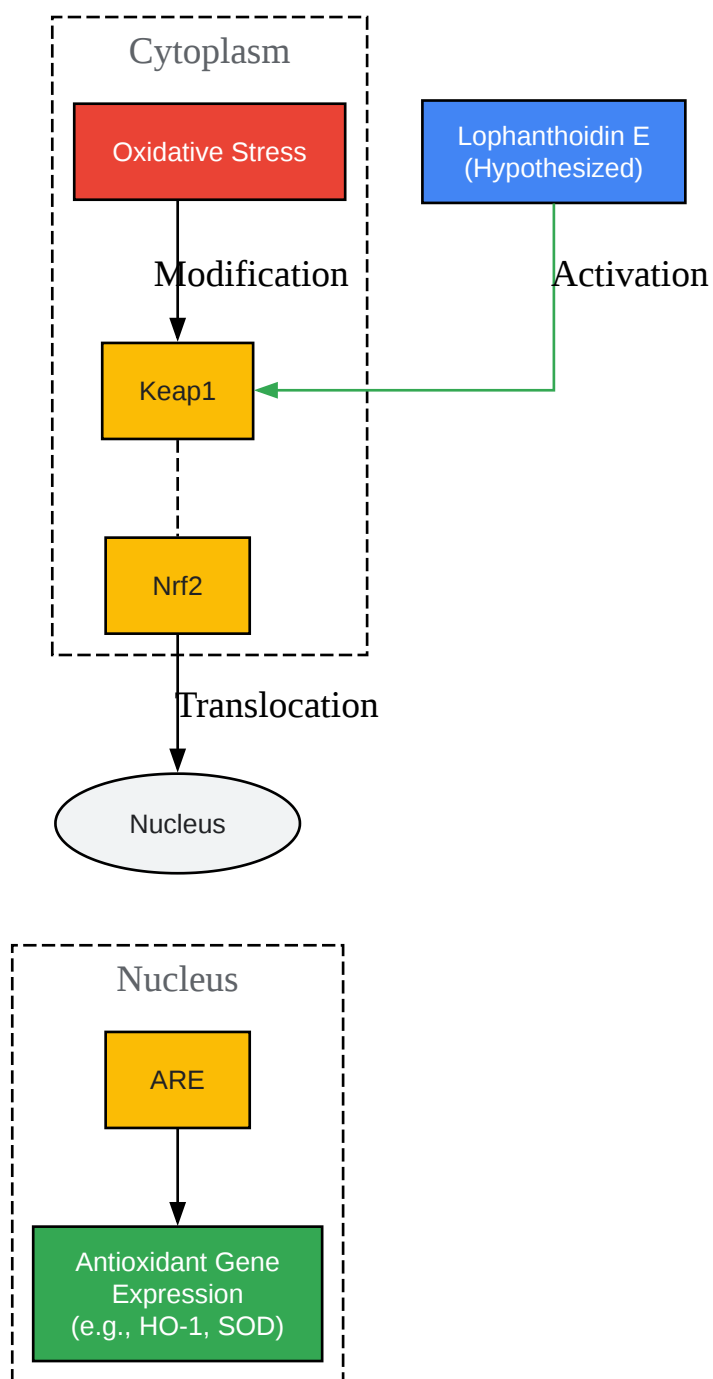 Cytoplasm
Oxidative Stress
Lophanthoidin E
(Hypothesized)
Modification
Activation
Keap1
Nrf2
Translocation
Nucleus
Nucleus
ARE
Antioxidant Gene
Expression
(e.g., HO-1, SOD)